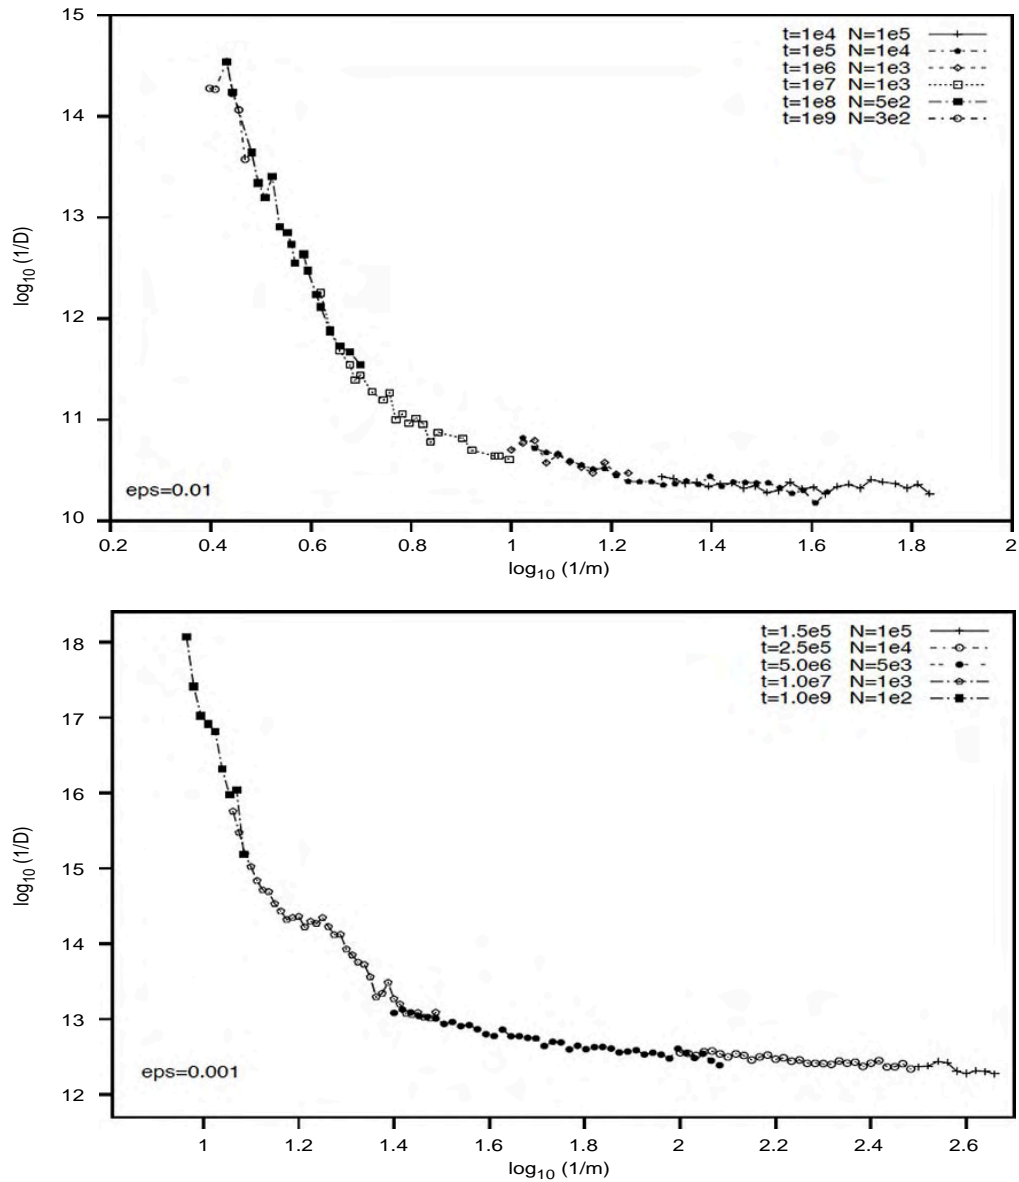 15
14
13
12
11
10
log10 (1/D)
t=1e4 N=1e5
t=1e5 N=1e4
t=1e6 N=1e3
t=1e7 N=1e3
t=1e8 N=5e2
t=1e9 N=3e2
eps=0.01
0.2 0.4 0.6 0.8 1 1.2 1.4 1.6 1.8 2
log10 (1/m)
18
17
16
15
14
13
12
log10 (1/D)
t=1.5e5 N=1e5
t=2.5e5 N=1e4
t=5.0e6 N=5e3
t=1.0e7 N=1e3
t=1.0e9 N=1e2
eps=0.001
1 1.2 1.4 1.6 1.8 2 2.2 2.4 2.6
log10 (1/m)